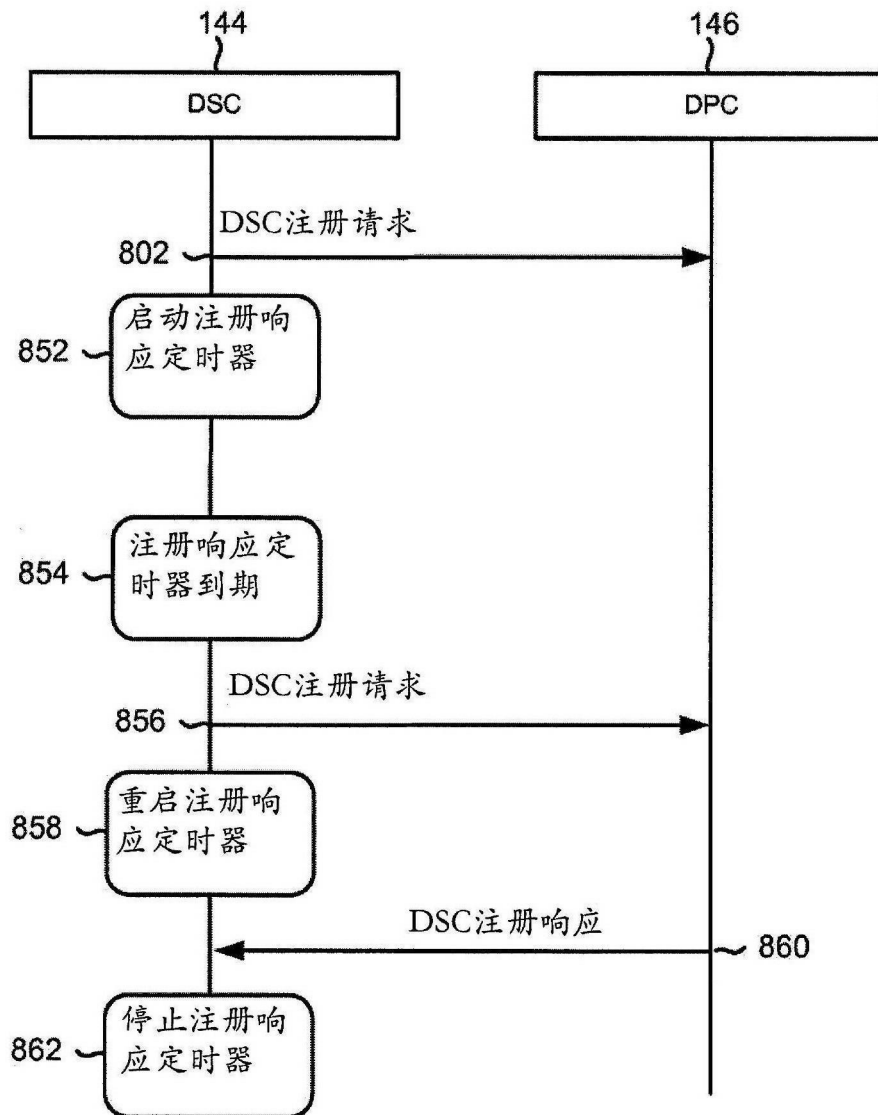 144
146
DSC
DPC
DSC注册请求
802
启动注册响
应定时器
852
注册响应定
时器到期
854
DSC注册请求
856
重启注册响
应定时器
858
DSC注册响应
860
停止注册响
应定时器
862